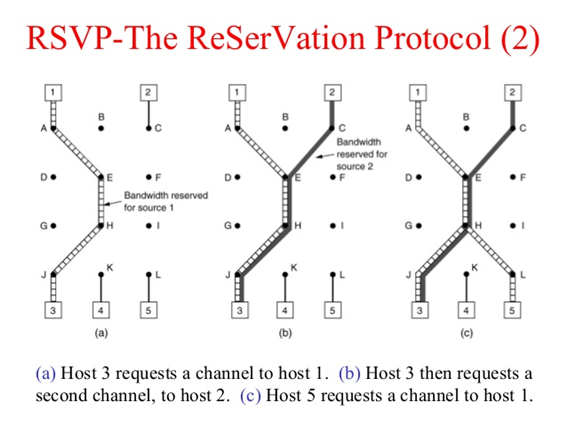 RSVP-The ReSerVation Protocol (2)
1 2 1 2 1 2
B B B
A C A C A C
Bandwidth
reserved for
source 2
D E F D E F D E F
Bandwidth reserved
for source 1
G H I G H I G H I
K K K
J L J L J L
3 4 5 3 4 5 3 4 5
(a) (b) (c)
(a) Host 3 requests a channel to host 1. (b) Host 3 then requests a
second channel, to host 2. (c) Host 5 requests a channel to host 1.